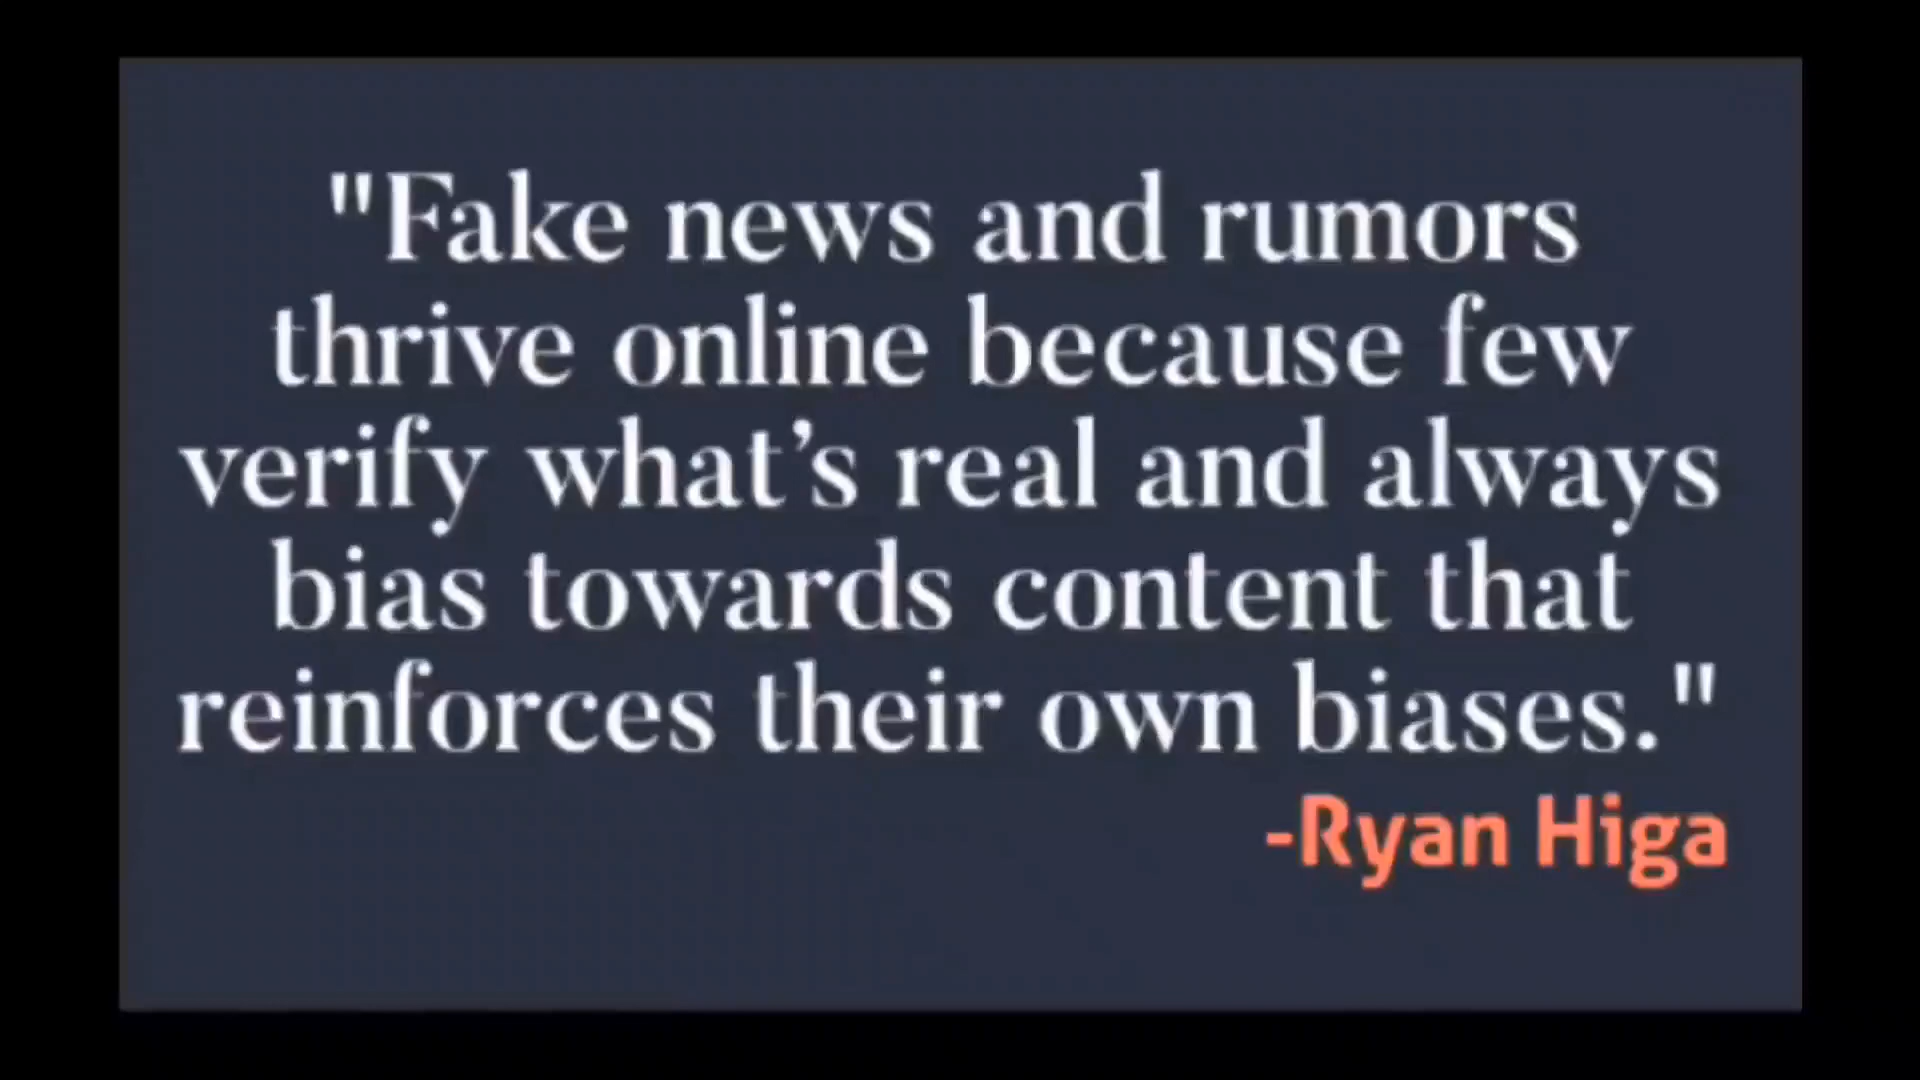 "Fake news and rumors
thrive online because few
verify what’s real and always
bias towards content that
reinforces their own biases."
-Ryan Higa